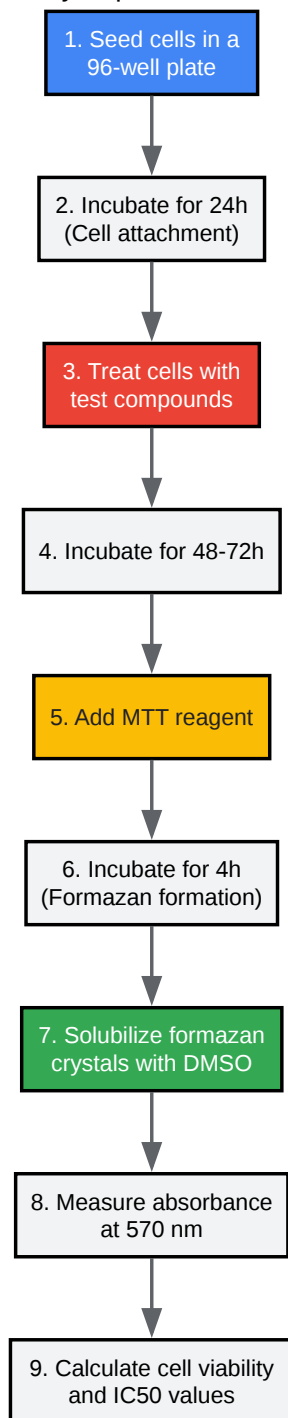 1. Seed cells in a
96-well plate
2. Incubate for 24h
(Cell attachment)
3. Treat cells with
test compounds
4. Incubate for 48-72h
5. Add MTT reagent
6. Incubate for 4h
(Formazan formation)
7. Solubilize formazan
crystals with DMSO
8. Measure absorbance
at 570 nm
9. Calculate cell viability
and IC50 values